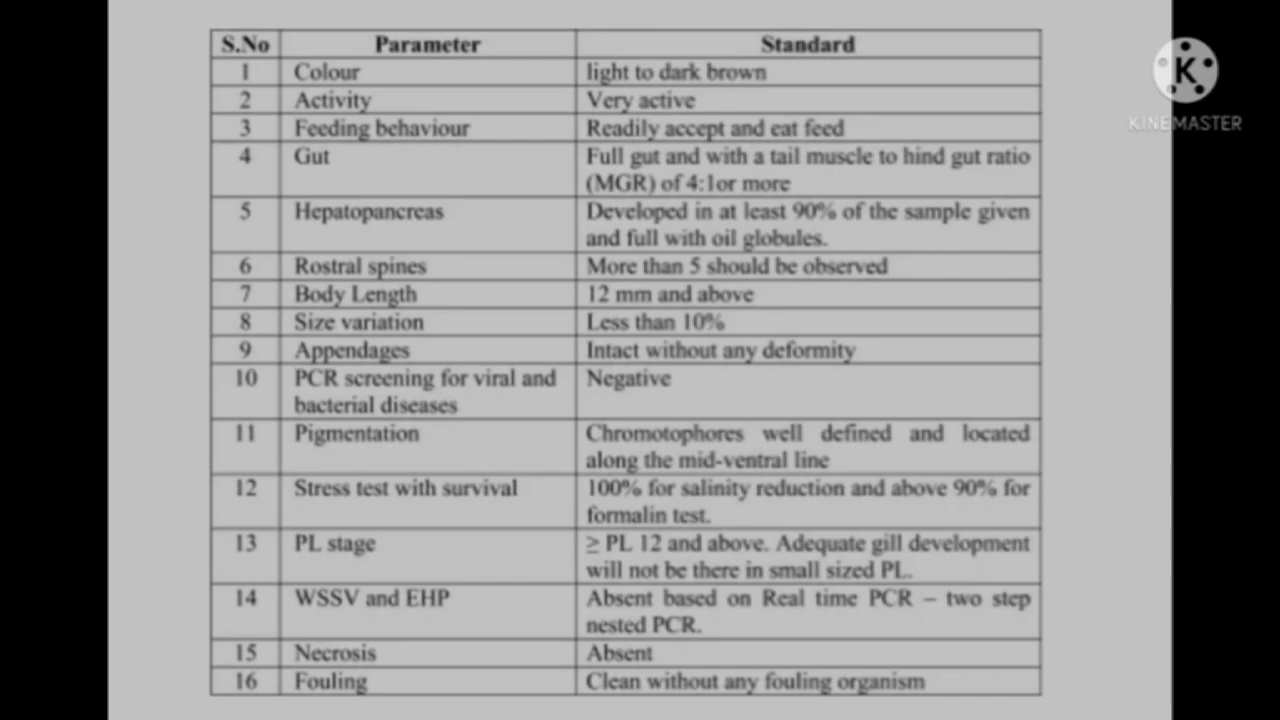 S.No Parameter Standard
1 Colour light to dark brown
2 Activity Very active
3 Feeding behaviour Readily accept and eat feed
4 Gut Full gut and with a tail muscle to hind gut ratio
(MGR) of 4:1or more
5 Hepatopancreas Developed in at least 90% of the sample given
and full with oil globules.
6 Rostral spines More than 5 should be observed
7 Body Length 12 mm and above
8 Size variation Less than 10%
9 Appendages Intact without any deformity
10 PCR screening for viral and Negative
bacterial diseases
11 Pigmentation Chromotophores well defined and located
along the mid-ventral line
12 Stress test with survival 100% for salinity reduction and above 90% for
formalin test.
13 PL stage ≥ PL 12 and above. Adequate gill development
will not be there in small sized PL.
14 WSSV and EHP Absent based on Real time PCR – two step
nested PCR.
15 Necrosis Absent
16 Fouling Clean without any fouling organism
K
KINEMASTER